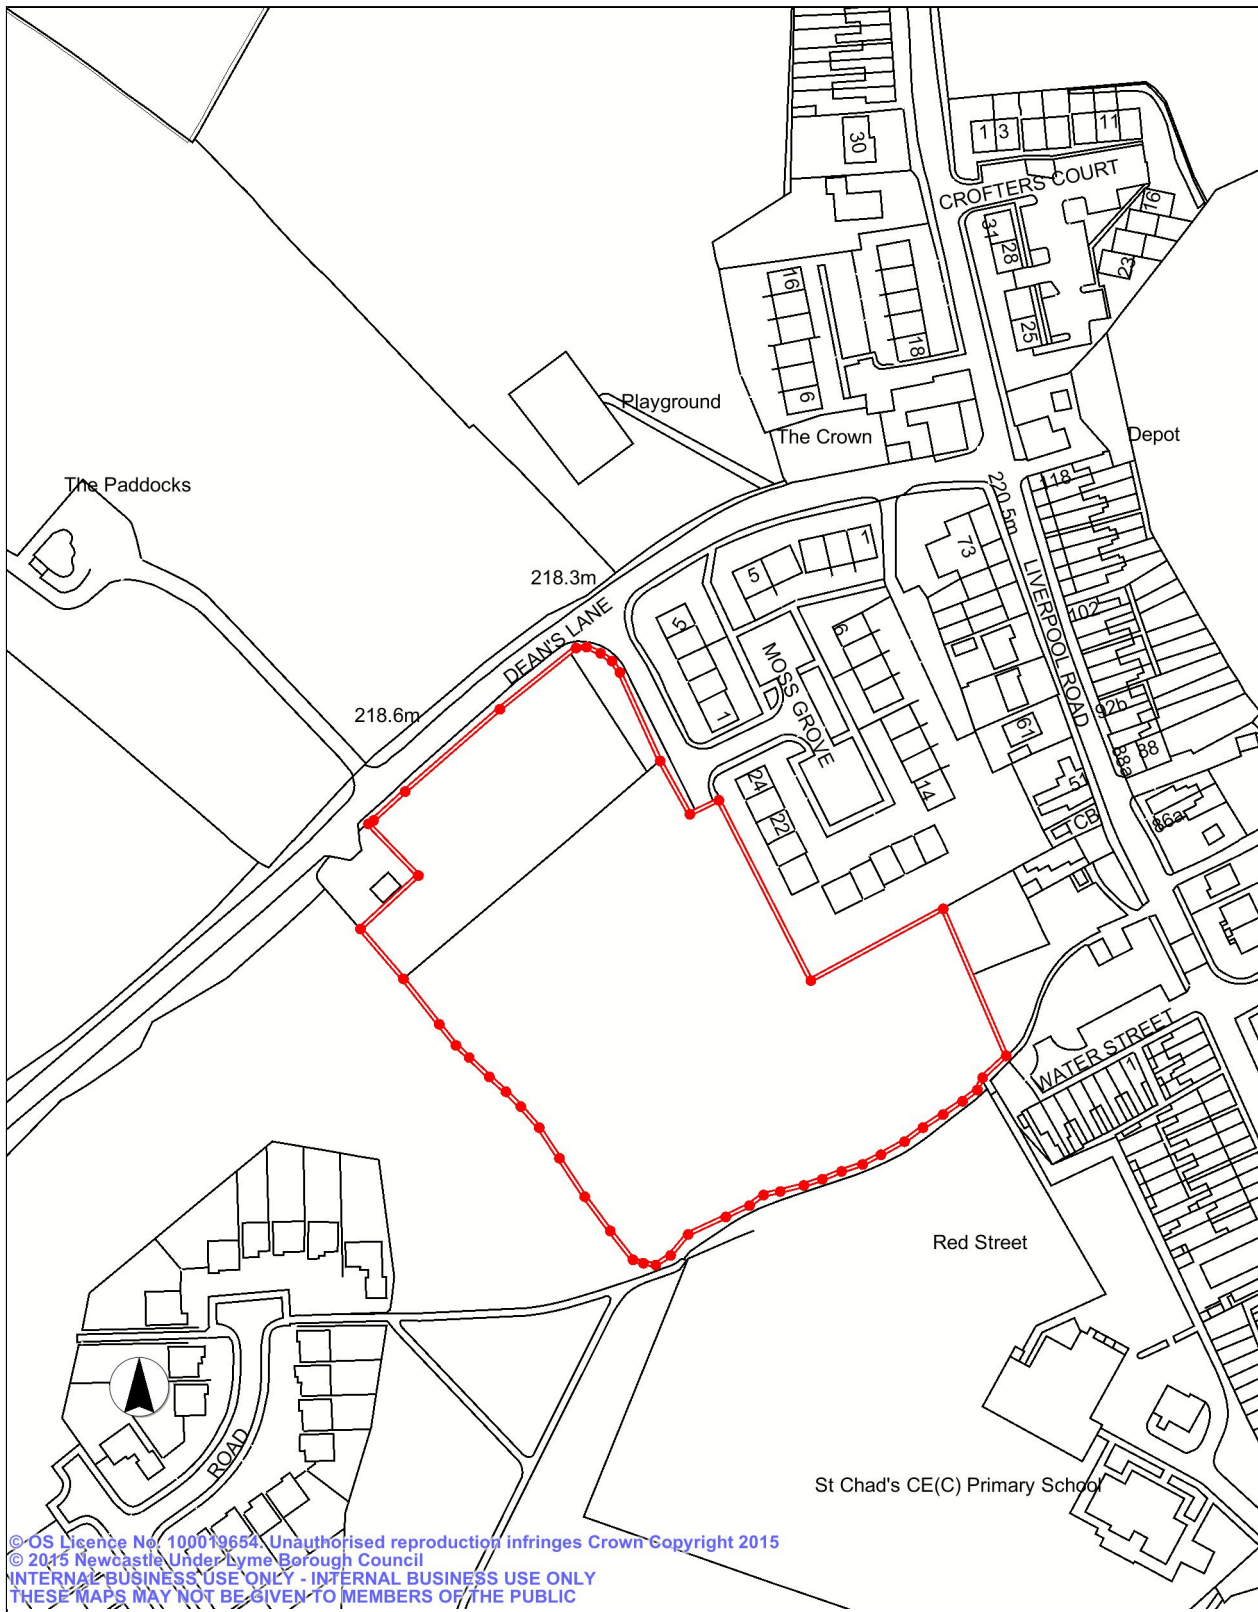 30
1 3
11
CROFTERS COURT
16
31
28
23
16
25
18
6
Playground
The Crown
Depot
The Paddocks
118
220.5m
73
1
5
218.3m
LIVERPOOL ROAD
102
DEAN'S LANE
5
6
MOSS GROVE
92b
218.6m
1
61
88
88a
24
51
14
22
CB
86a
WATER STREET
1
Red Street
ROAD
St Chad's CE(C) Primary School
© OS Licence No. 100019654. Unauthorised reproduction infringes Crown Copyright 2015
© 2015 Newcastle Under Lyme Borough Council
INTERNAL BUSINESS USE ONLY - INTERNAL BUSINESS USE ONLY
THESE MAPS MAY NOT BE GIVEN TO MEMBERS OF THE PUBLIC